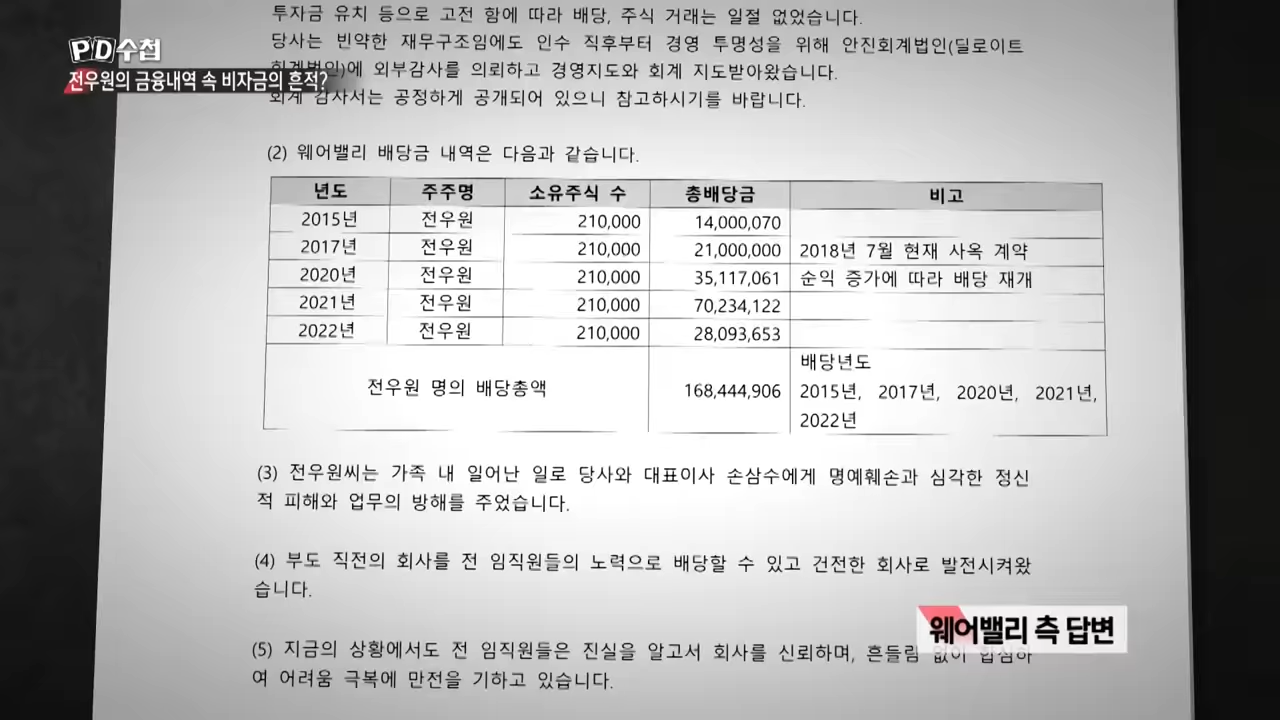 투자금 유치 등으로 고전 함에 따라 배당, 주식 거래는 일절 없었습니다.
PD수첩
당사는 빈약한 재무구조임에도 인수 직후부터 경영 투명성을 위해 안진회계법인(딜로이트
회계법인)에 외부감사를 의뢰하고 경영지도와 회계 지도받아왔습니다.
전우원의 금융내역 속 비자금의 흔적?
회계 감사서는 공정하게 공개되어 있으니 참고하시기를 바랍니다.
(2) 웨어밸리 배당금 내역은 다음과 같습니다.
년도 주주명 소유주식 수 총배당금 비고
2015년 전우원 210,000 14,000,070
2017년 전우원 210,000 21,000,000 2018년 7월 현재 사옥 계약
2020년 전우원 210,000 35,117,061 순익 증가에 따라 배당 재개
2021년 전우원 210,000 70,234,122
2022년 전우원 210,000 28,093,653
전우원 명의 배당총액 168,444,906
배당년도
2015년, 2017년, 2020년, 2021년,
2022년
(3) 전우원씨는 가족 내 일어난 일로 당사와 대표이사 손삼수에게 명예훼손과 심각한 정신
적 피해와 업무의 방해를 주었습니다.
(4) 부도 직전의 회사를 전 임직원들의 노력으로 배당할 수 있고 건전한 회사로 발전시켜왔
습니다.
웨어밸리 측 답변
(5) 지금의 상황에서도 전 임직원들은 진실을 알고서 회사를 신뢰하며, 흔들림 없이 합심하
여 어려움 극복에 만전을 기하고 있습니다.